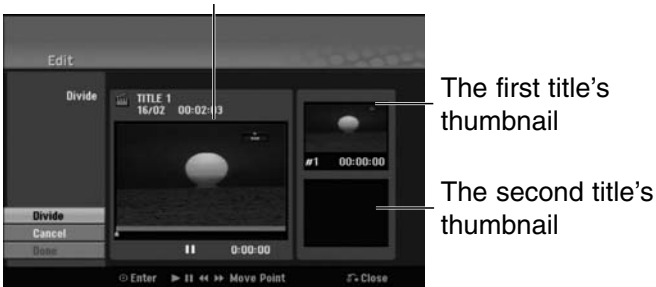 Edit
Divide
TITLE 1
16/02 00:02:03
#1 00:00:00
Divide
Cancel
Done
0:00:00
Enter Move Point Close
The first title's
thumbnail
The second title's
thumbnail